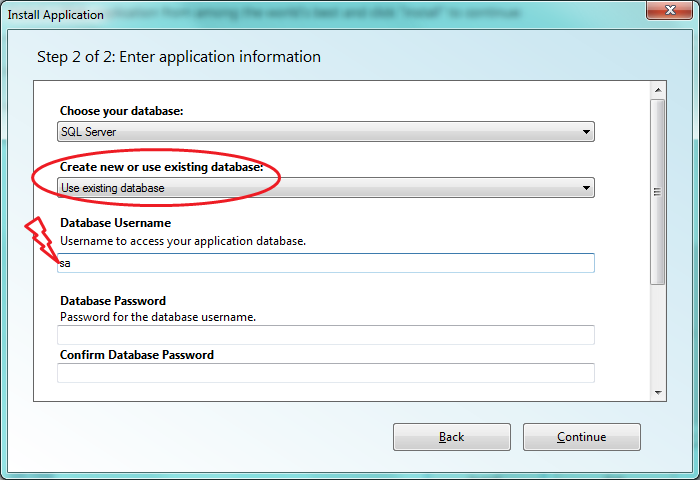 Install Application
Step 2 of 2: Enter application information
Choose your database:
SQL Server
Create new or use existing database:
Use existing database
Database Username
Username to access your application database.
sa
Database Password
Password for the database username.
Confirm Database Password
Back
Continue